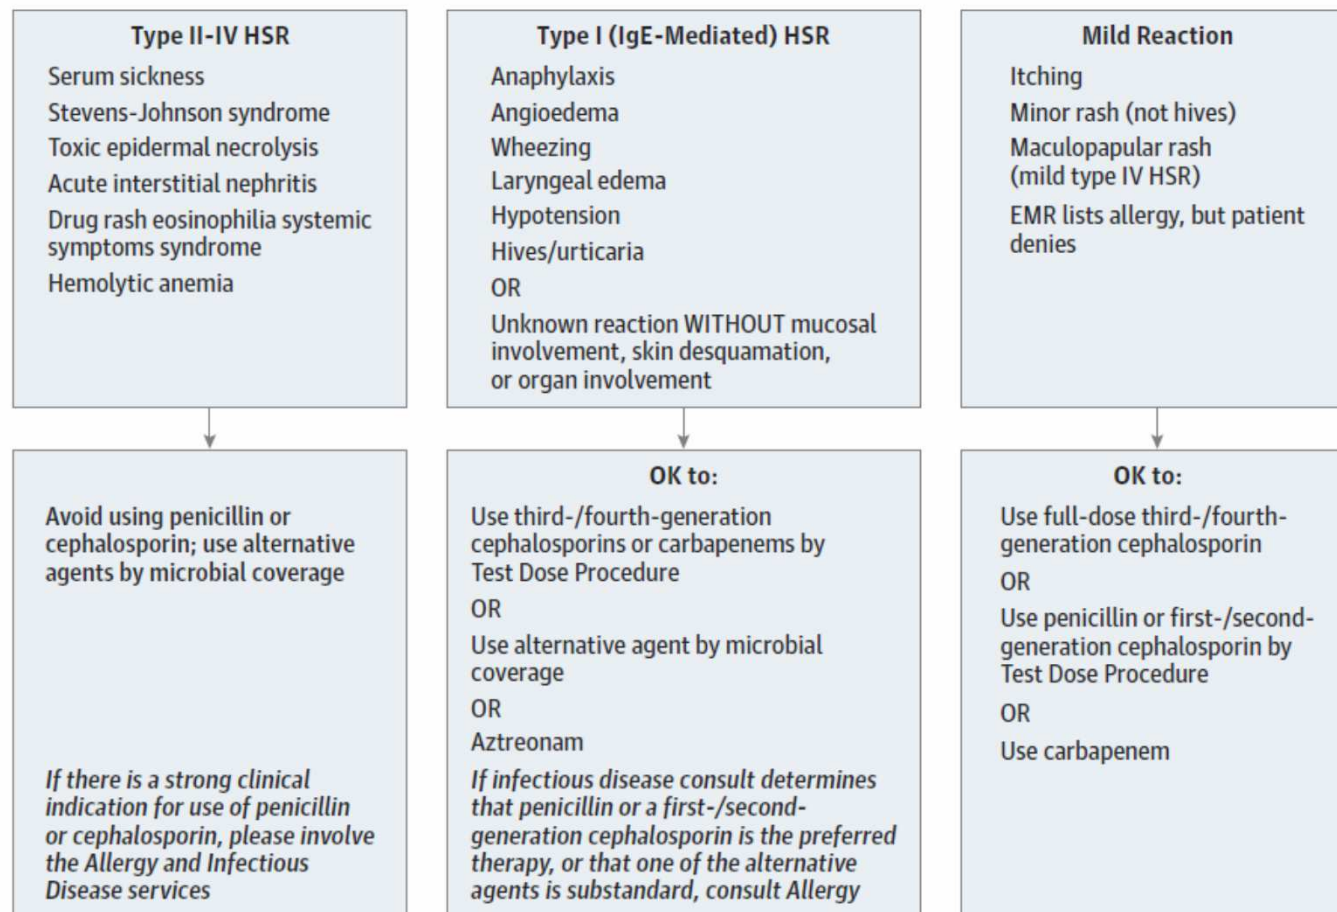 Type II-IV HSR
Serum sickness
Stevens-Johnson syndrome
Toxic epidermal necrolysis
Acute interstitial nephritis
Drug rash eosinophilia systemic
symptoms syndrome
Hemolytic anemia
Avoid using penicillin or
cephalosporin; use alternative
agents by microbial coverage
If there is a strong clinical
indication for use of penicillin
or cephalosporin, please involve
the Allergy and Infectious
Disease services
Type I (IgE-Mediated) HSR
Anaphylaxis
Angioedema
Wheezing
Laryngeal edema
Hypotension
Hives/urticaria
OR
Unknown reaction WITHOUT mucosal
involvement, skin desquamation,
or organ involvement
OK to:
Use third-/fourth-generation
cephalosporins or carbapenems by
Test Dose Procedure
OR
Use alternative agent by microbial
coverage
OR
Aztreonam
If infectious disease consult determines
that penicillin or a first-/second-
generation cephalosporin is the preferred
therapy, or that one of the alternative
agents is substandard, consult Allergy
Mild Reaction
Itching
Minor rash (not hives)
Maculopapular rash
(mild type IV HSR)
EMR lists allergy, but patient
denies
OK to:
Use full-dose third-/fourth-
generation cephalosporin
OR
Use penicillin or first-/second-
generation cephalosporin by
Test Dose Procedure
OR
Use carbapenem